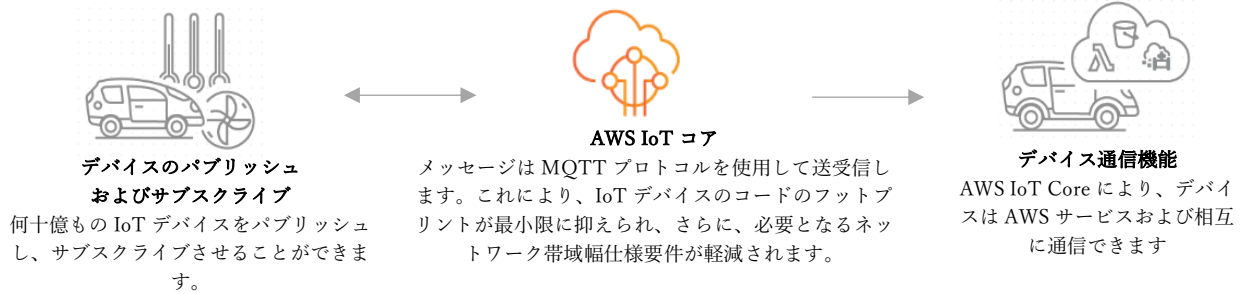 デバイスのパブリッシュ
およびサブスクライブ
何十億もの IoT デバイスをパブリッシュ
し、サブスクライブさせることができま
す。
AWS IoT コア
メッセージは MQTT プロトコルを使用して送受信し
ます。これにより、IoT デバイスのコードのフットプ
リントが最小限に抑えられ、さらに、必要となるネッ
トワーク帯域幅仕様要件が軽減されます。
デバイス通信機能
AWS IoT Core により、デバイ
スは AWS サービスおよび相互
に通信できます